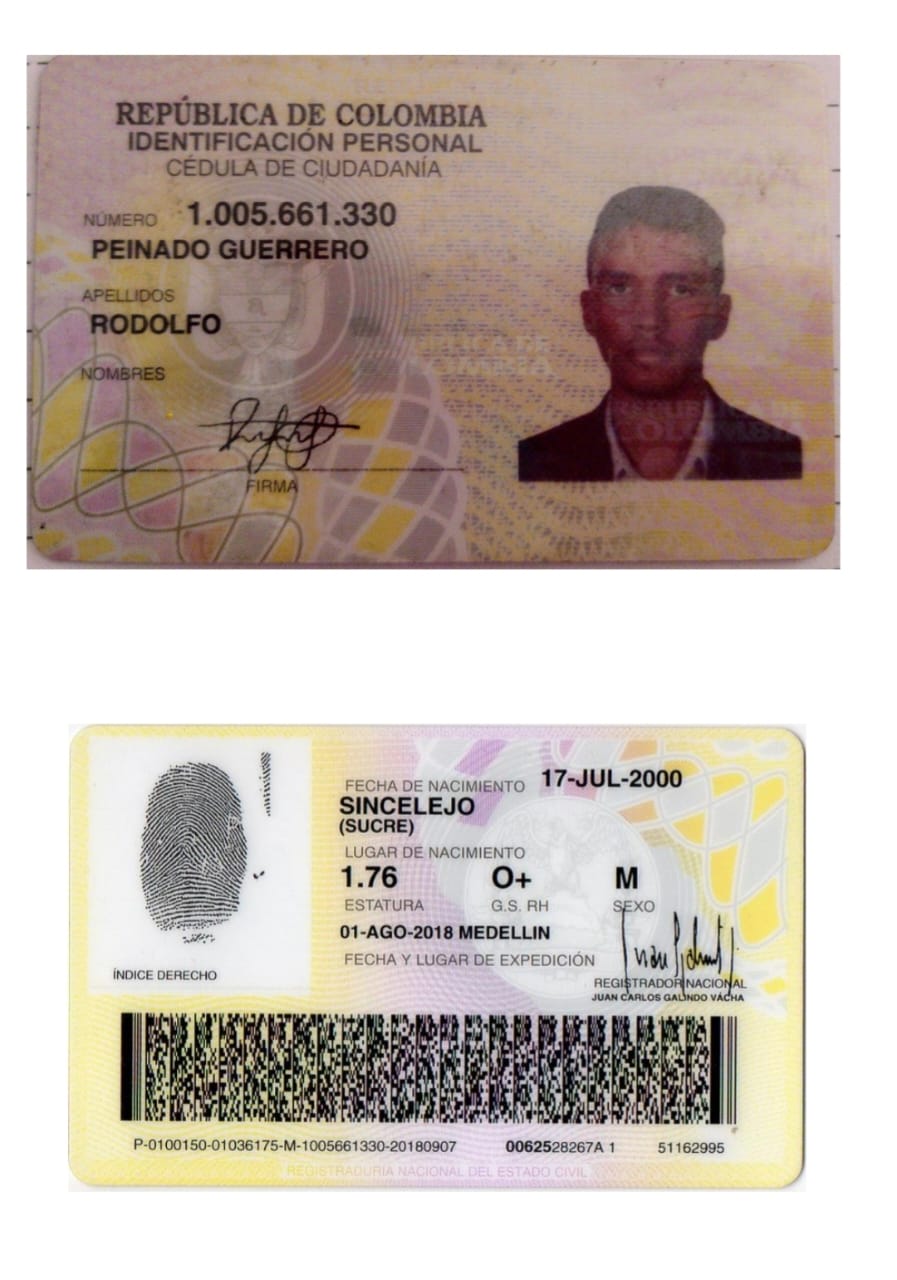 REPÚBLICA DE COLOMBIA
IDENTIFICACIÓN PERSONAL
CÉDULA DE CIUDADANÍA
NÚMERO 1.005.661.330
PEINADO GUERRERO
APELLIDOS
RODOLFO
NOMBRES
FIRMA
FECHA DE NACIMIENTO 17-JUL-2000
SINCELEJO
(SUCRE)
LUGAR DE NACIMIENTO
1.76 O+ M
ESTATURA G.S. RH SEXO
01-AGO-2018 MEDELLIN
FECHA Y LUGAR DE EXPEDICIÓN
REGISTRADOR NACIONAL
JUAN CARLOS GALINDO VÁCHA
ÍNDICE DERECHO
P-0100150-01036175-M-1005661330-20180907 0062528267A 1 51162995
REGISTRADURIA NACIONAL DEL ESTADO CIVIL